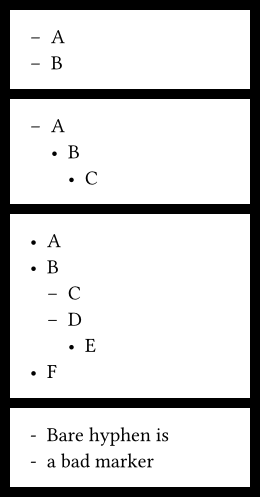 – A
– B
– A
• B
• C
• A
• B
– C
– D
• E
• F
- Bare hyphen is
- a bad marker